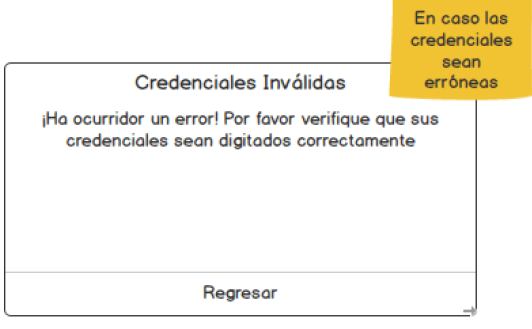 En caso las
credenciales
sean
erróneas
Credenciales Inválidas
¡Ha ocurridor un error! Por favor verifique que sus
credenciales sean digitados correctamente
Regresar